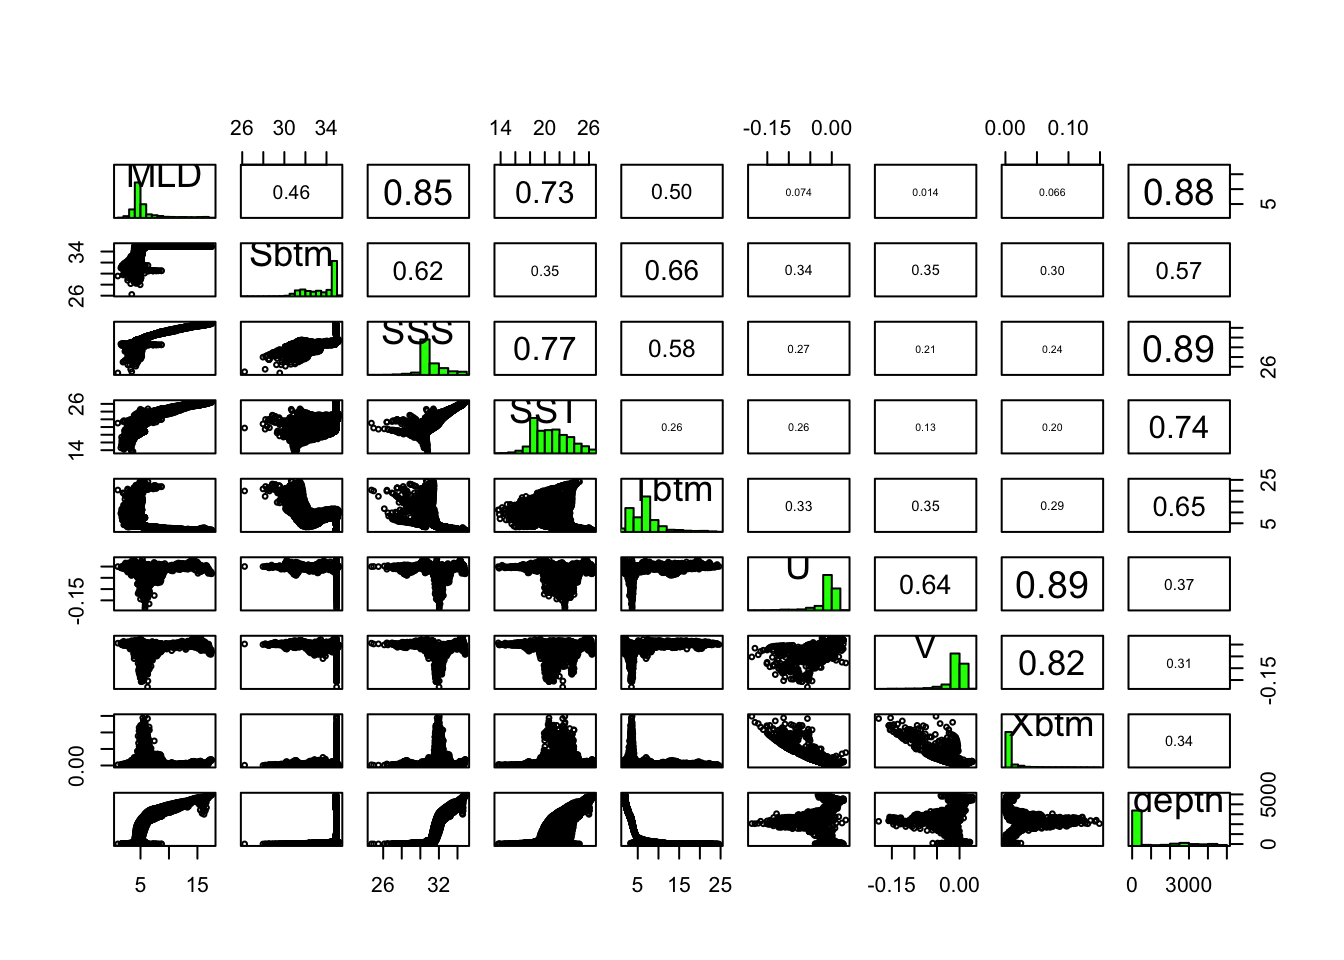 26 30 34 14 20 26 -0.15 0.00 0.00 0.10
MLD 0.46 0.85 0.73 0.50 0.074 0.014 0.066 0.88 5
34 26 Sbtm 0.62 0.35 0.66 0.34 0.35 0.30 0.57
SSS 0.77 0.58 0.27 0.21 0.24 0.89 26
26 14 SST 0.26 0.26 0.13 0.20 0.74
Tbtm 0.33 0.35 0.29 0.65 25 5
-0.15 U 0.64 0.89 0.37
V 0.82 0.31 -0.15
0.00 Xbtm 0.34
depth 5000 0
5 15 26 32 5 15 25 -0.15 0.00 0 3000